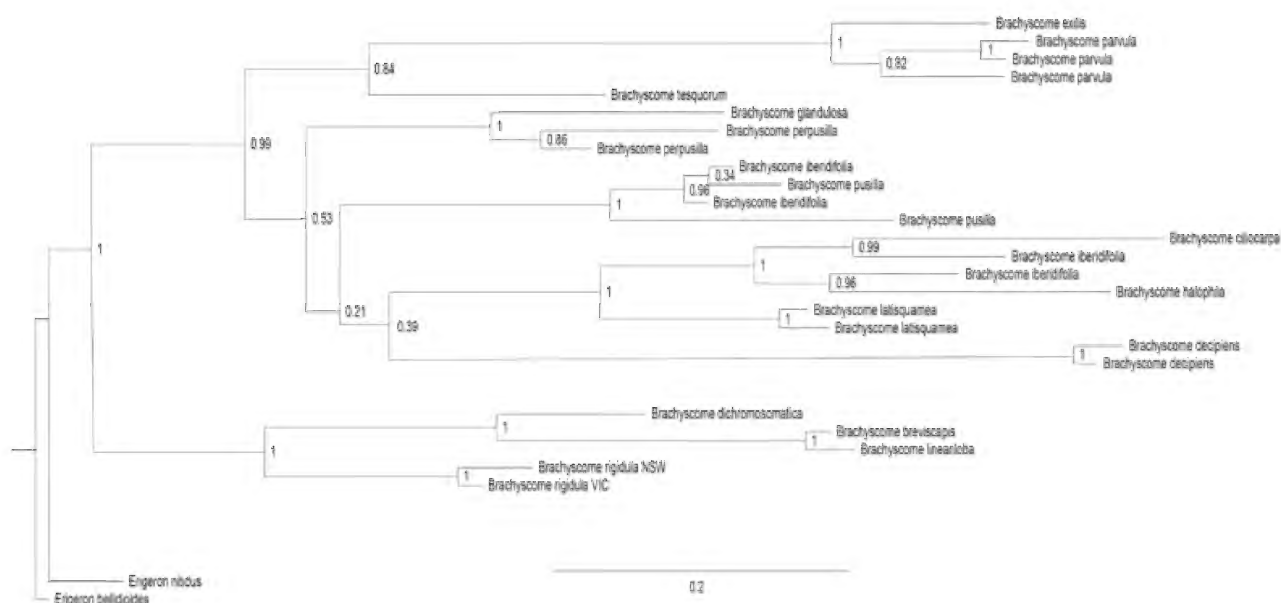 Brachyscome exilis
1
Brachyscome parvula
1
0.82
Brachyscome parvula
0.84
Brachyscome parvula
Brachyscome tesquorum
Brachyscome glandulosa
1
Brachyscome perpusilla
0.99
0.86
Brachyscome perpusilla
Brachyscome iberidifolia
0.34
Brachyscome pusilla
0.96
Brachyscome iberidifolia
1
0.53
Brachyscome pusilla
Brachyscome ciliocarpa
0.99
1
Brachyscome iberidifolia
1
Brachyscome iberidifolia
0.96
1
Brachyscome halophila
0.21
Brachyscome latisquamea
1
0.39
Brachyscome latisquamea
Brachyscome decipiens
1
Brachyscome decipiens
Brachyscome dichromosomatica
1
Brachyscome breviscapis
1
Brachyscome lineariloba
1
Brachyscome rigidula NSW
1
Brachyscome rigidula VIC
Erigeron nitidus
0.2
Erigeron bellidioides